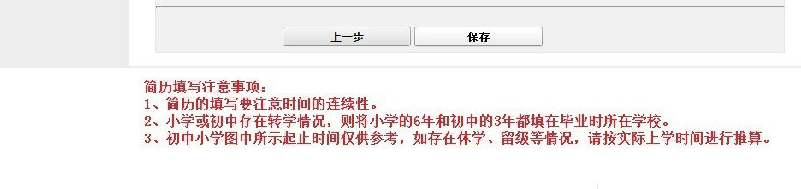 上一步 保存
简历填写注意事项：
1、简历的填写要注意时间的连续性。
2、小学或初中存在转学情况，则将小学的6年和初中的3年都填在毕业时所在学校。
3、初中小学图中所示起止时间仅供参考，如存在休学、留级等情况，请按实际上学时间进行推算。